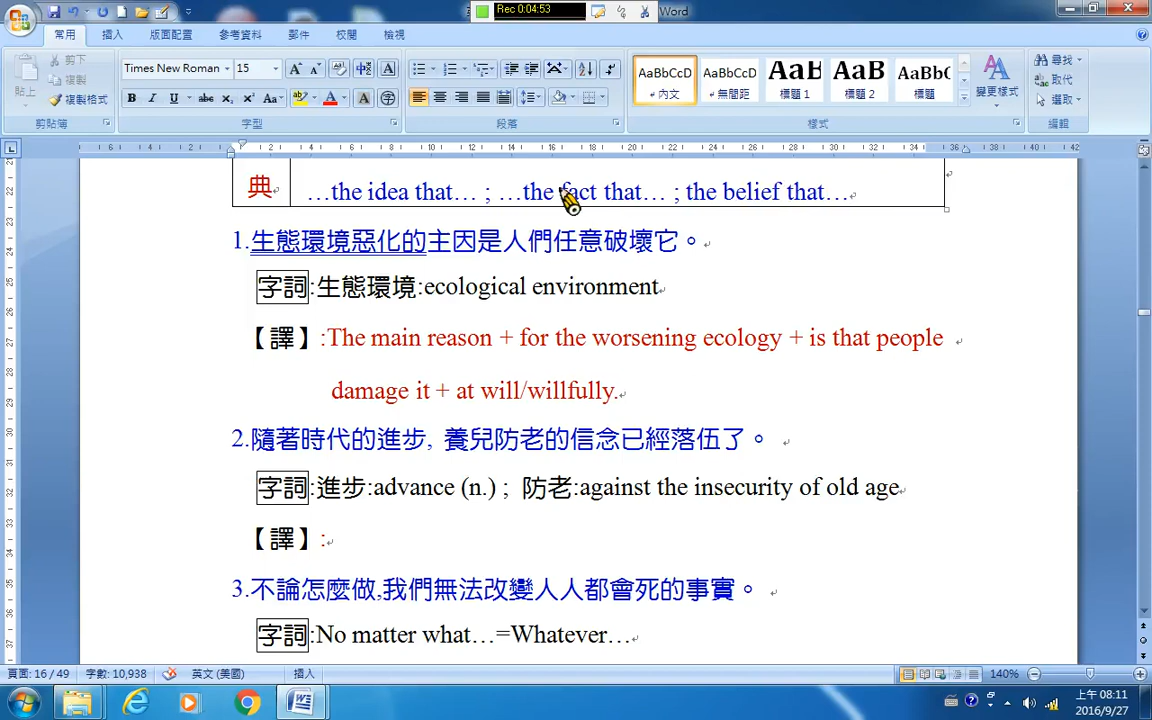 Rec 0:04:53
Word
常用 插入 版面配置 參考資料 郵件 校閱 檢視
貼上 剪下 複製 複製格式
Times New Roman 15
AaBbCcD AaBbCcD AaB AaBbC
內文 無間距 標題 1 標題 2 標題 變更樣式
尋找 取代 選取
剪貼簿 字型 段落 樣式 編輯
典 …the idea that… ; …the fact that… ; the belief that…
1.生態環境惡化的主因是人們任意破壞它。
字詞:生態環境:ecological environment
【譯】:The main reason + for the worsening ecology + is that people
damage it + at will/willfully.
2.隨著時代的進步, 養兒防老的信念已經落伍了。
字詞:進步:advance (n.) ; 防老:against the insecurity of old age
【譯】:
3.不論怎麼做,我們無法改變人人都會死的事實。
字詞:No matter what…=Whatever…
頁面: 16 / 49 字數: 10,938 英文 (美國) 插入 140%
上午 08:11
2016/9/27